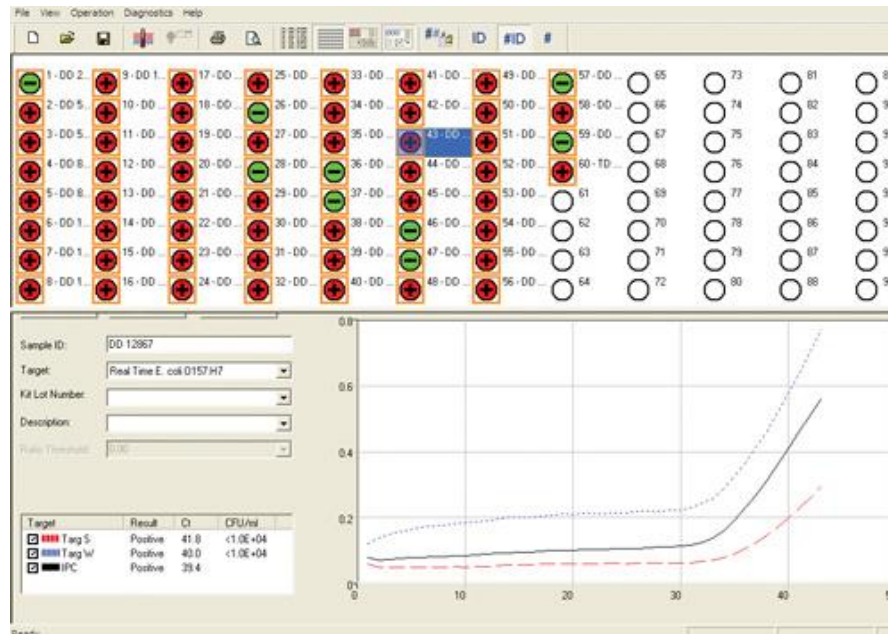 File View Operation Diagnostics Help
ID #ID #
1 - DD 2... 9 - DD 1... 17 - DD ... 25 - DD ... 33 - DD ... 41 - DD ... 49 - DD ... 57 - DD ... 65 73 81
2 - DD 5... 10 - DD ... 18 - DD ... 26 - DD ... 34 - DD ... 42 - DD ... 50 - DD ... 58 - DD ... 66 74 82
3 - DD 5... 11 - DD ... 19 - DD ... 27 - DD ... 35 - DD ... 43 - DD ... 51 - DD ... 59 - DD ... 67 75 83
4 - DD 8... 12 - DD ... 20 - DD ... 28 - DD ... 36 - DD ... 44 - DD ... 52 - DD ... 60 - TD ... 68 76 84
5 - DD 8... 13 - DD ... 21 - DD ... 29 - DD ... 37 - DD ... 45 - DD ... 53 - DD ... 61 69 77 85
6 - DD 1... 14 - DD ... 22 - DD ... 30 - DD ... 38 - DD ... 46 - DD ... 54 - DD ... 62 70 78 86
7 - DD 1... 15 - DD ... 23 - DD ... 31 - DD ... 39 - DD ... 47 - DD ... 55 - DD ... 63 71 79 87
8 - DD 1... 16 - DD ... 24 - DD ... 32 - DD ... 40 - DD ... 48 - DD ... 56 - DD ... 64 72 80 88
Sample ID: DD 12867
Target: Real Time E. coli O157:H7
Kit Lot Number:
Description:
Ratio Threshold: 0.00
Target Result Ct CFU/ml
Targ S Positive 41.8 <1.0E+04
Targ W Positive 40.0 <1.0E+04
IPC Positive 39.4
0.8
0.6
0.4
0.2
0
0 10 20 30 40
Ready